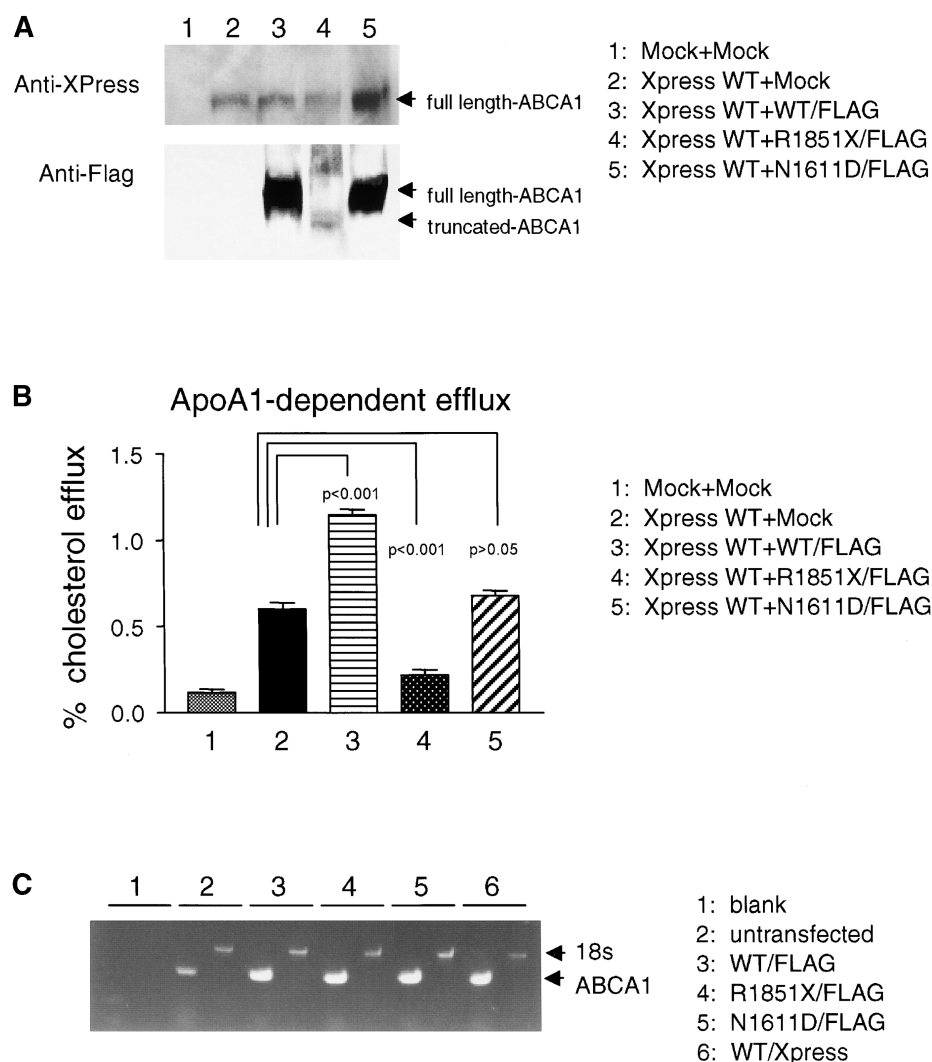 A
1 2 3 4 5
Anti-XPress
full length-ABCA1
Anti-Flag
full length-ABCA1
truncated-ABCA1
1: Mock+Mock
2: Xpress WT+Mock
3: Xpress WT+WT/FLAG
4: Xpress WT+R1851X/FLAG
5: Xpress WT+N1611D/FLAG
B
ApoA1-dependent efflux
% cholesterol efflux
1.5
1.0
0.5
0.0
p<0.001
p<0.001
p>0.05
1 2 3 4 5
1: Mock+Mock
2: Xpress WT+Mock
3: Xpress WT+WT/FLAG
4: Xpress WT+R1851X/FLAG
5: Xpress WT+N1611D/FLAG
C
1 2 3 4 5 6
18s
ABCA1
1: blank
2: untransfected
3: WT/FLAG
4: R1851X/FLAG
5: N1611D/FLAG
6: WT/Xpress